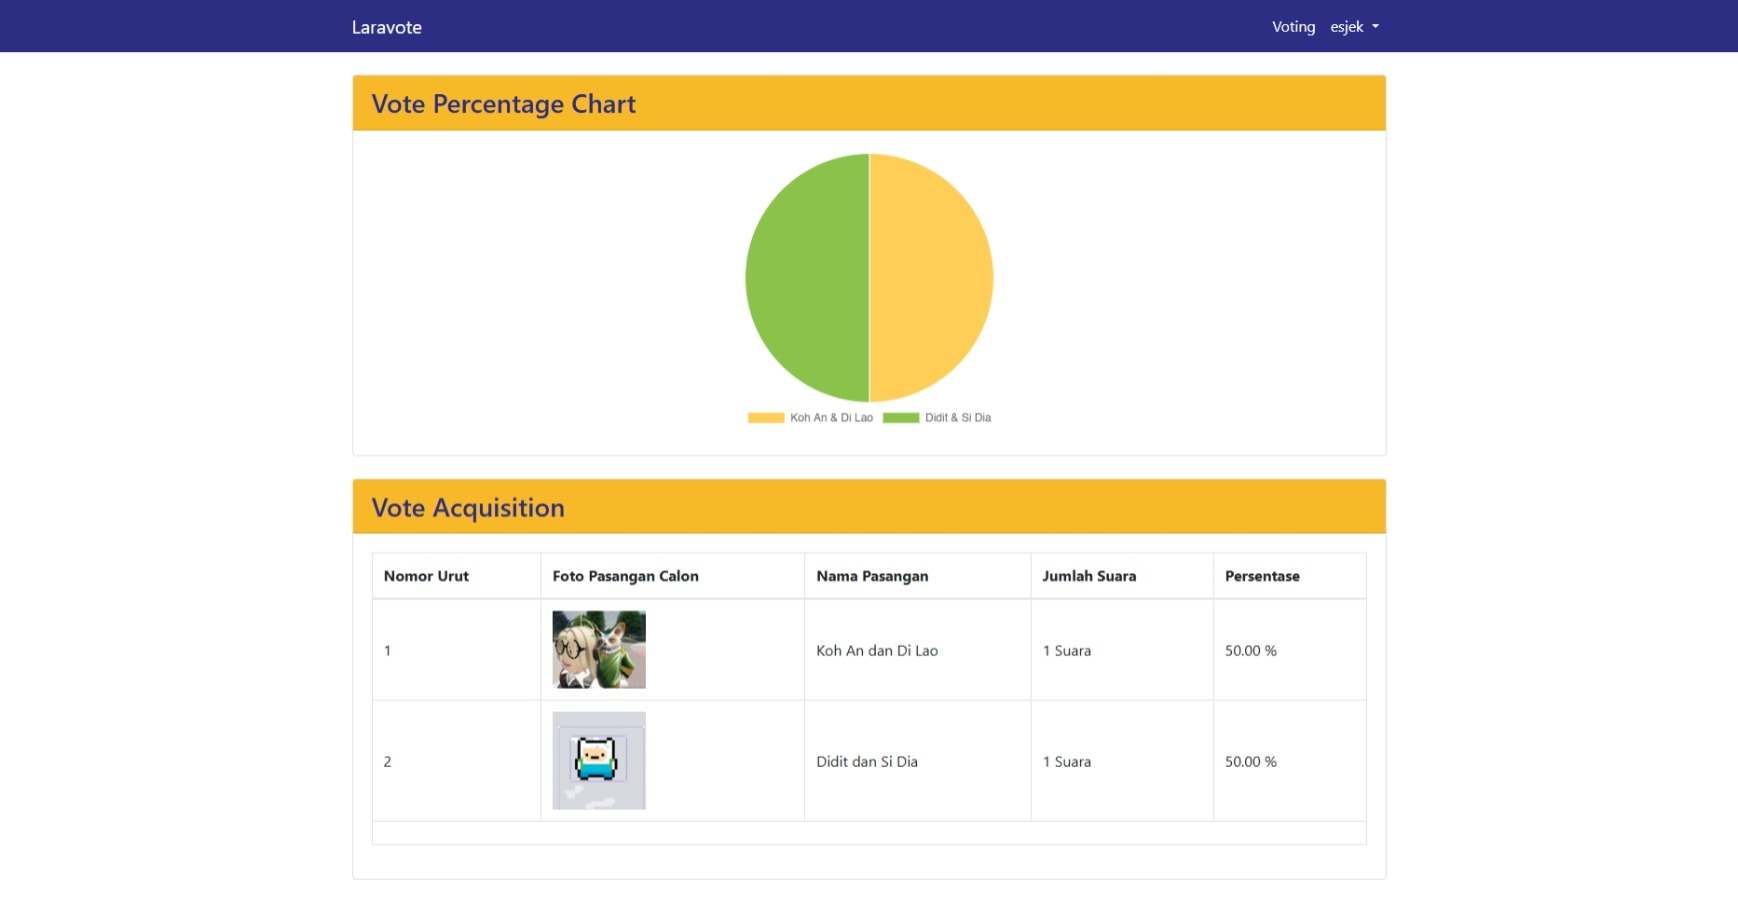 Laravote
Voting esjek
Vote Percentage Chart
Koh An & Di Lao Didit & Si Dia
Vote Acquisition
Nomor Urut Foto Pasangan Calon Nama Pasangan Jumlah Suara Persentase
1 Koh An dan Di Lao 1 Suara 50.00 %
2 Didit dan Si Dia 1 Suara 50.00 %